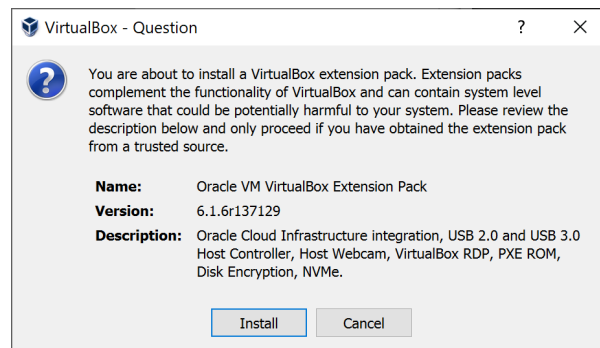 VirtualBox - Question
?
You are about to install a VirtualBox extension pack. Extension packs
complement the functionality of VirtualBox and can contain system level
software that could be potentially harmful to your system. Please review the
description below and only proceed if you have obtained the extension pack
from a trusted source.
Name: Oracle VM VirtualBox Extension Pack
Version: 6.1.6r137129
Description: Oracle Cloud Infrastructure integration, USB 2.0 and USB 3.0
Host Controller, Host Webcam, VirtualBox RDP, PXE ROM,
Disk Encryption, NVMe.
Install Cancel